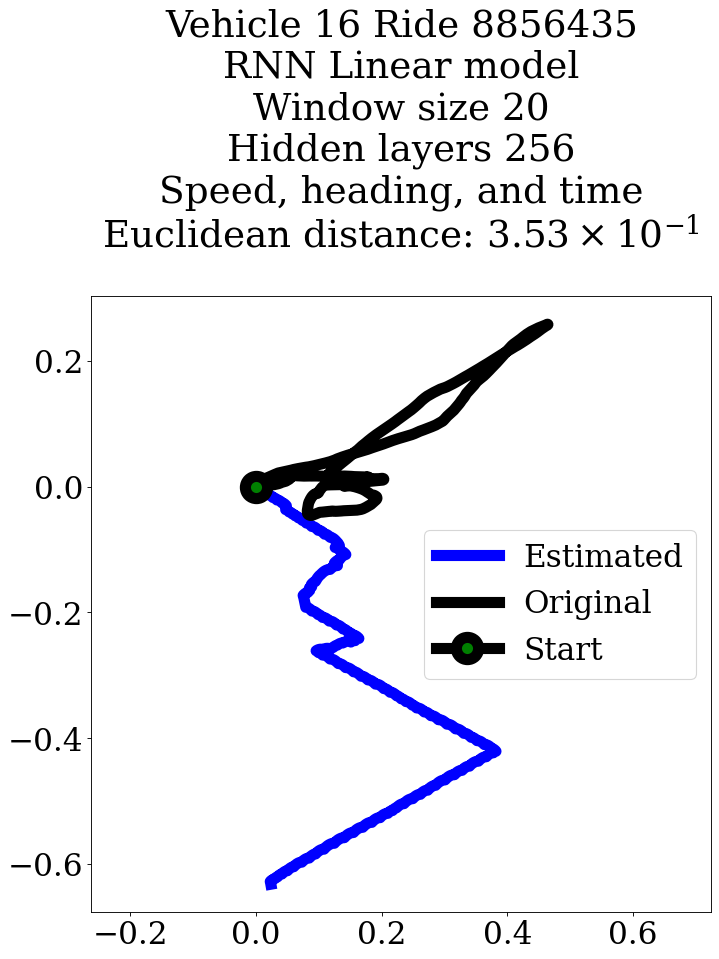 Vehicle 16 Ride 8856435
RNN Linear model
Window size 20
Hidden layers 256
Speed, heading, and time
Euclidean distance: 3.53 × 10⁻¹
0.2
0.0
−0.2
−0.4
−0.6
Estimated
Original
Start
−0.2 0.0 0.2 0.4 0.6